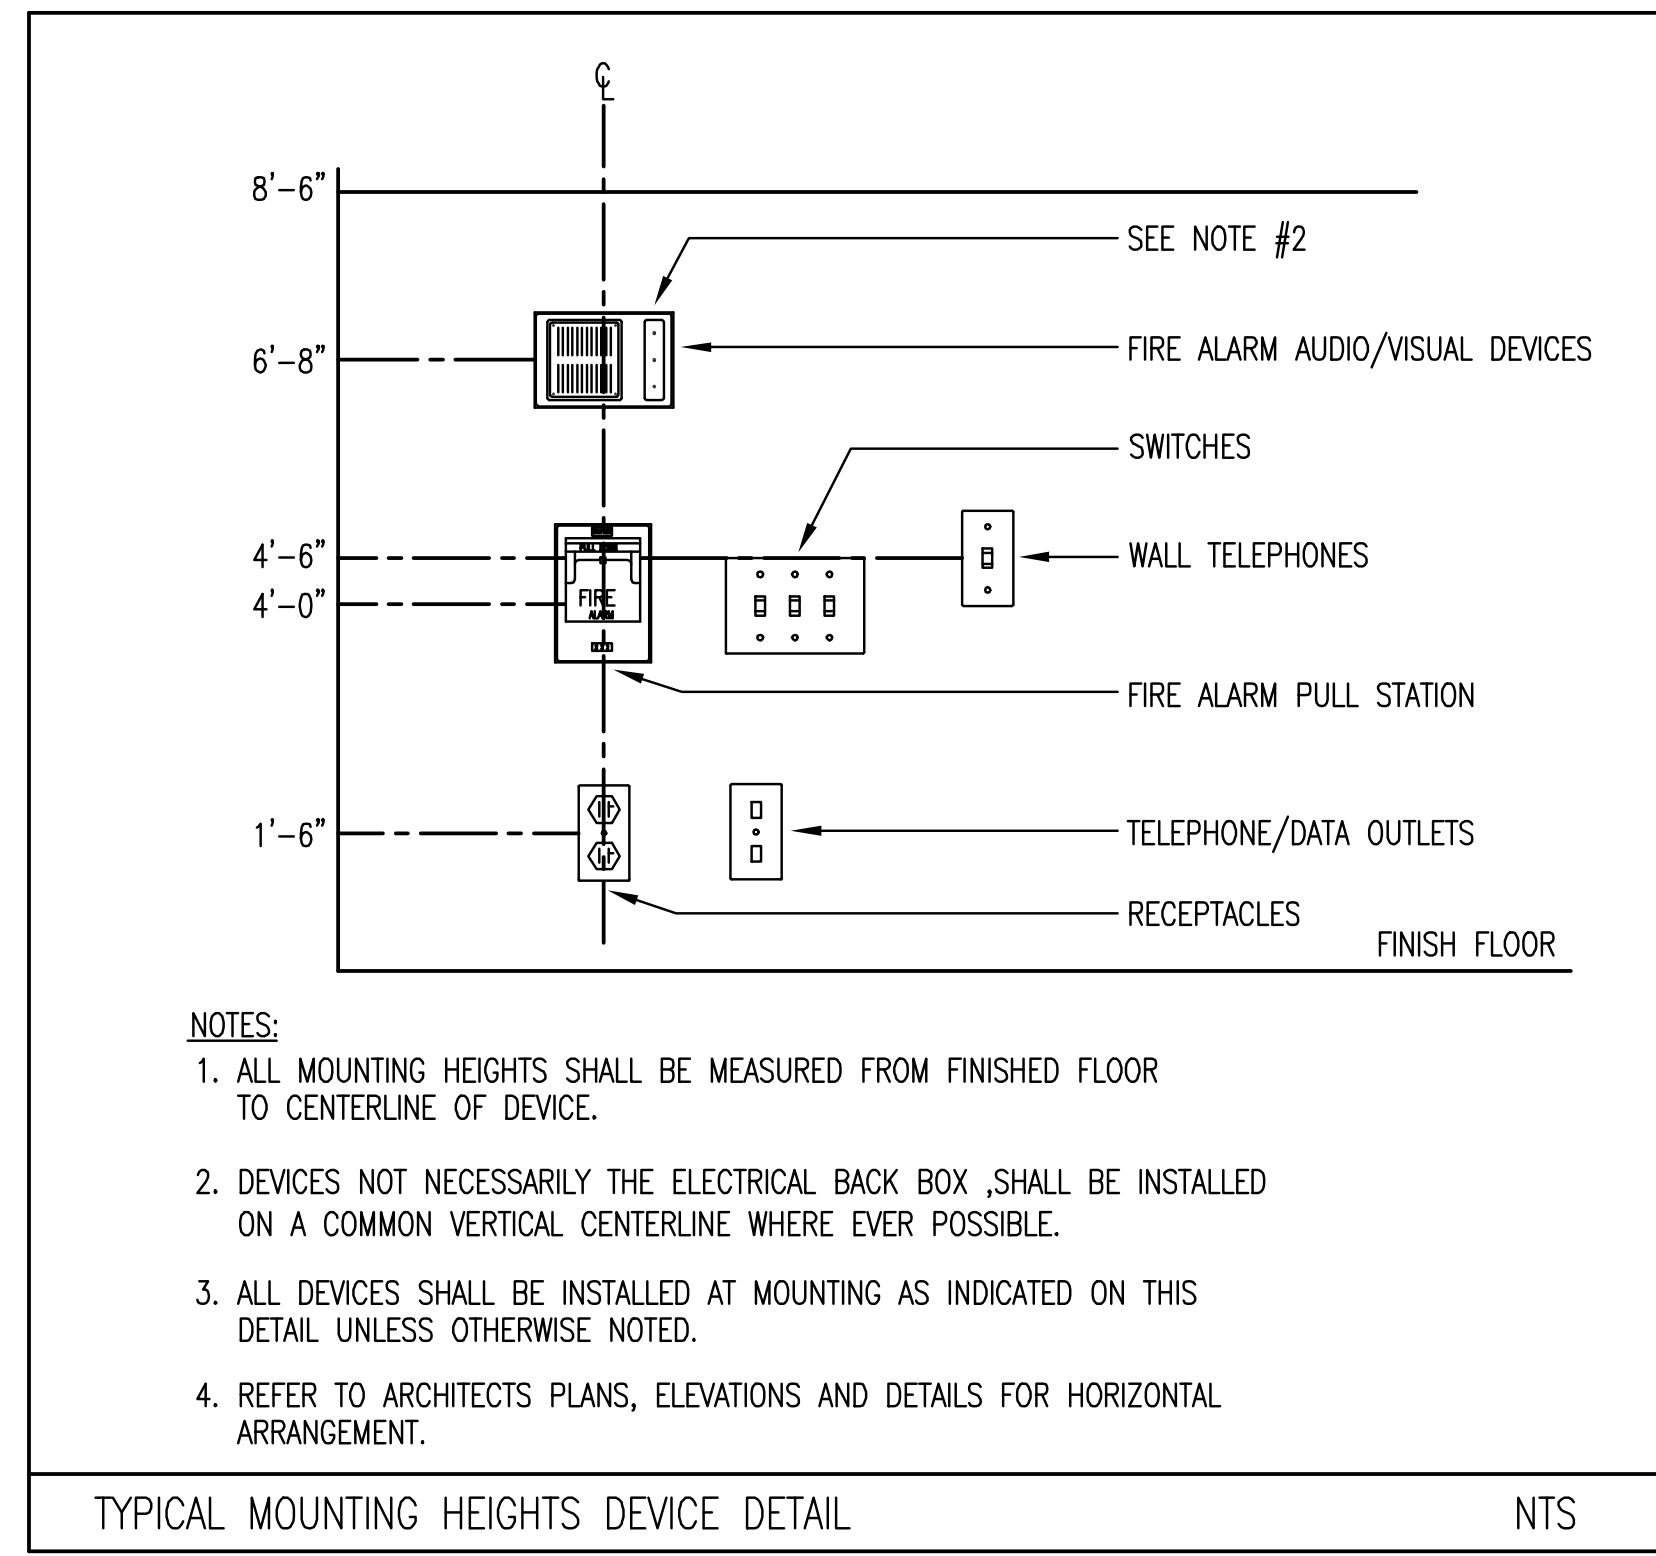 ℄
8'-6"
SEE NOTE #2
6'-8"
FIRE ALARM AUDIO/VISUAL DEVICES
SWITCHES
4'-6"
WALL TELEPHONES
4'-0"
FIRE
ALARM
FIRE ALARM PULL STATION
1'-6"
TELEPHONE/DATA OUTLETS
RECEPTACLES
FINISH FLOOR
NOTES:
1. ALL MOUNTING HEIGHTS SHALL BE MEASURED FROM FINISHED FLOOR
TO CENTERLINE OF DEVICE.
2. DEVICES NOT NECESSARILY THE ELECTRICAL BACK BOX ,SHALL BE INSTALLED
ON A COMMON VERTICAL CENTERLINE WHERE EVER POSSIBLE.
3. ALL DEVICES SHALL BE INSTALLED AT MOUNTING AS INDICATED ON THIS
DETAIL UNLESS OTHERWISE NOTED.
4. REFER TO ARCHITECTS PLANS, ELEVATIONS AND DETAILS FOR HORIZONTAL
ARRANGEMENT.
TYPICAL MOUNTING HEIGHTS DEVICE DETAIL
NTS